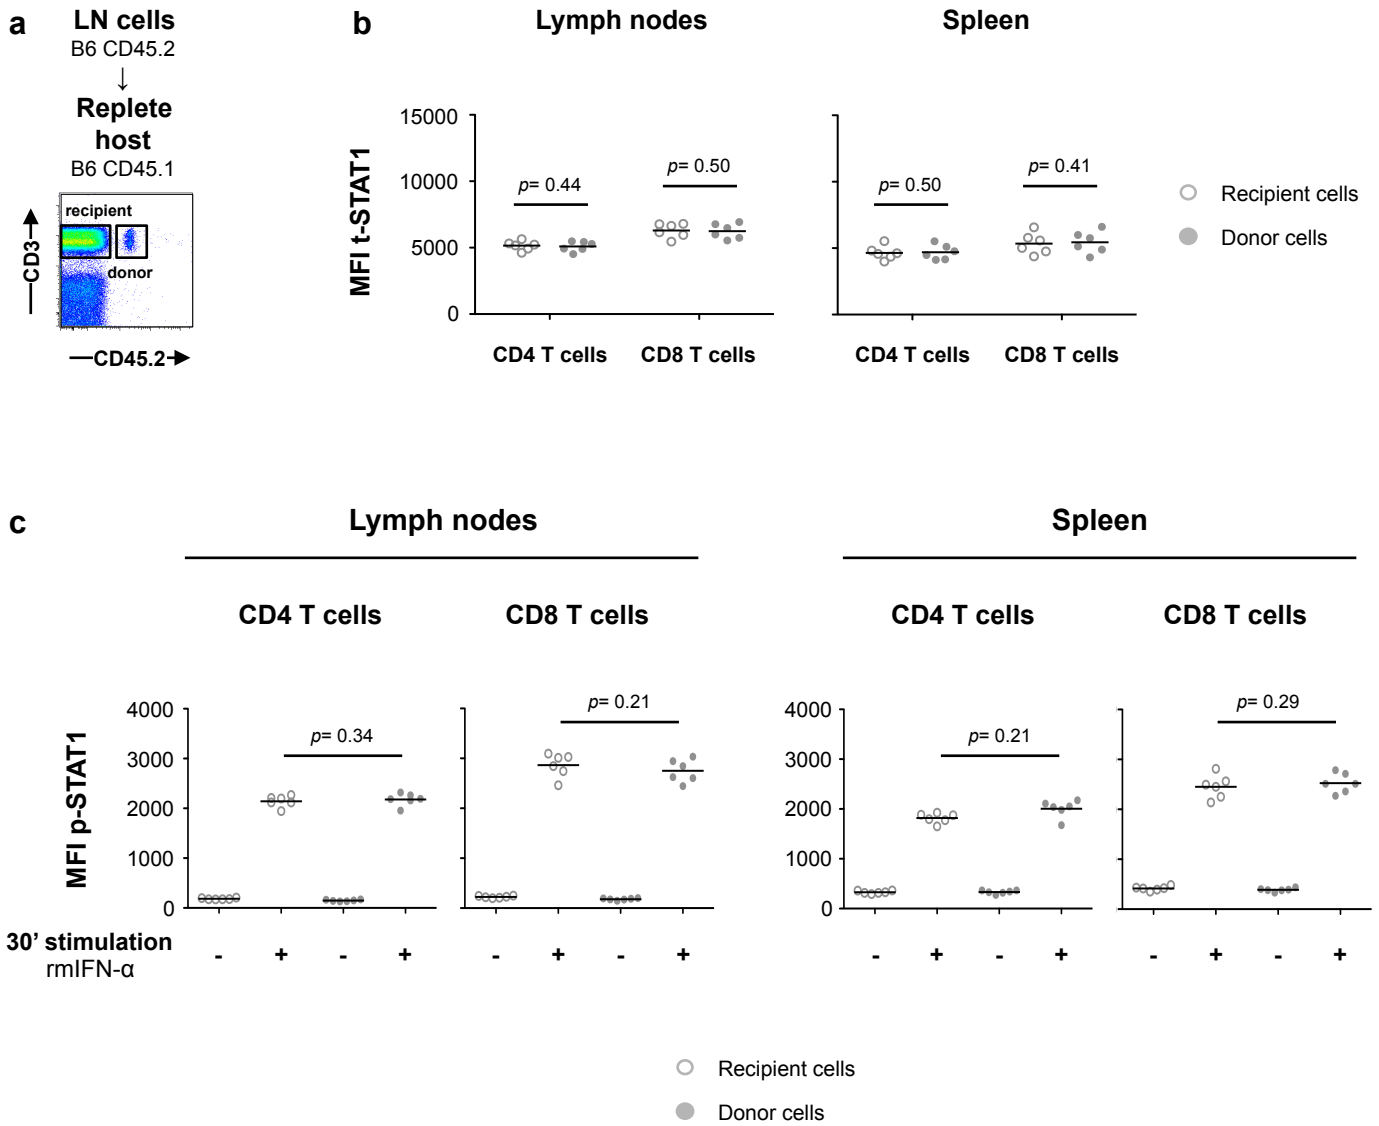 a
LN cells
B6 CD45.2
↓
Replete
host
B6 CD45.1
recipient
donor
CD3
CD45.2
b
Lymph nodes
Spleen
MFI t-STAT1
15000
10000
5000
0
p= 0.44
p= 0.50
CD4 T cells
CD8 T cells
p= 0.50
p= 0.41
CD4 T cells
CD8 T cells
Recipient cells
Donor cells
c
Lymph nodes
Spleen
CD4 T cells
CD8 T cells
CD4 T cells
CD8 T cells
MFI p-STAT1
4000
3000
2000
1000
0
p= 0.34
p= 0.21
4000
3000
2000
1000
0
p= 0.21
p= 0.29
30’ stimulation
rmIFN-α
- + - +
- + - +
- + - +
- + - +
Recipient cells
Donor cells